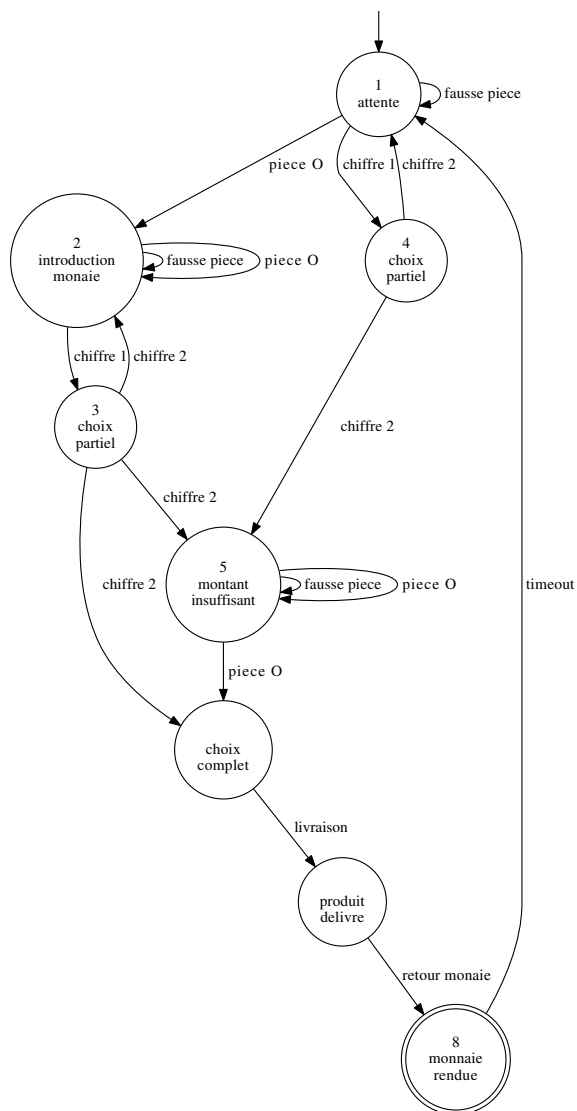 1
attente
fausse piece
piece O
chiffre 1
chiffre 2
2
introduction
monaie
fausse piece
piece O
4
choix
partiel
chiffre 1
chiffre 2
3
choix
partiel
chiffre 2
chiffre 2
chiffre 2
5
montant
insuffisant
fausse piece
piece O
timeout
piece O
choix
complet
livraison
produit
delivre
retour monaie
8
monnaie
rendue